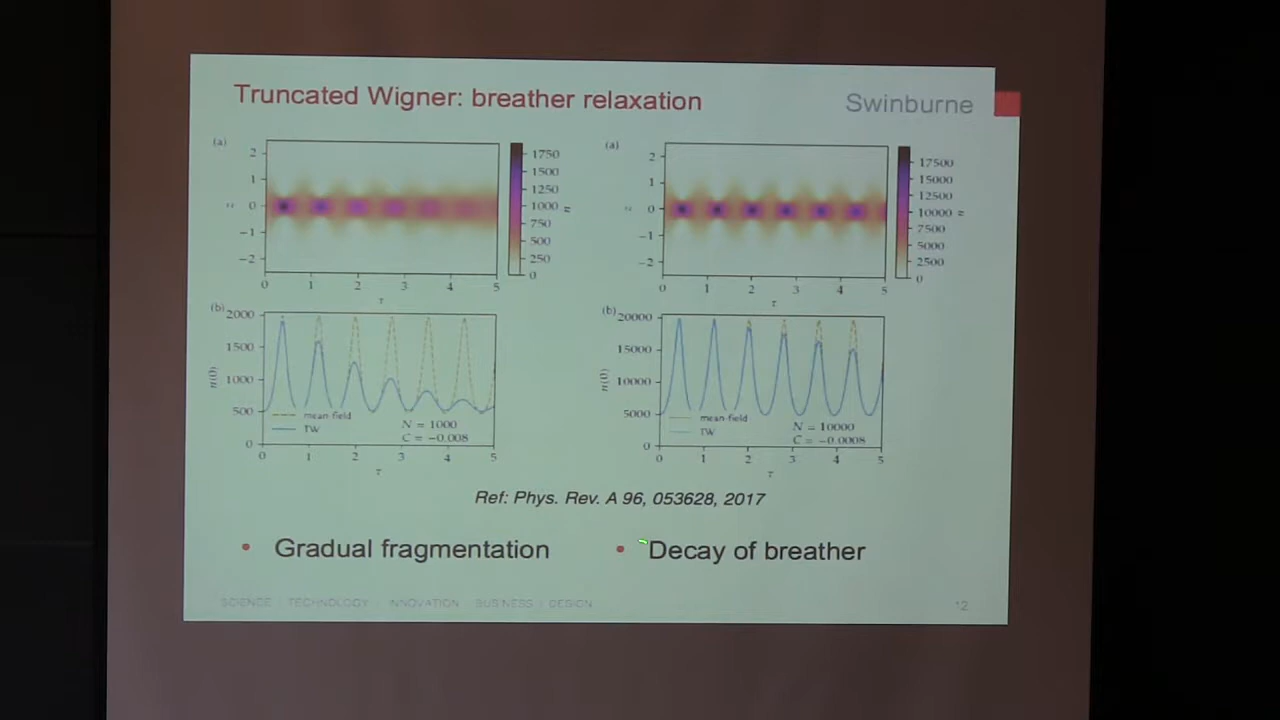 Truncated Wigner: breather relaxation
Swinburne
(a)
2
1
0
−1
−2
z
0 1 2 3 4 5
τ
1750
1500
1250
1000
750
500
250
0
n
(a)
2
1
0
−1
−2
z
0 1 2 3 4 5
τ
17500
15000
12500
10000
7500
5000
2500
0
n
(b)
2000
1500
1000
500
0
n(0)
mean-field
TW
N = 1000
C = −0.008
0 1 2 3 4 5
τ
(b)
20000
15000
10000
5000
0
n(0)
mean-field
TW
N = 10000
C = −0.0008
0 1 2 3 4 5
τ
Ref: Phys. Rev. A 96, 053628, 2017
• Gradual fragmentation
• Decay of breather
SCIENCE | TECHNOLOGY | INNOVATION | BUSINESS | DESIGN
12